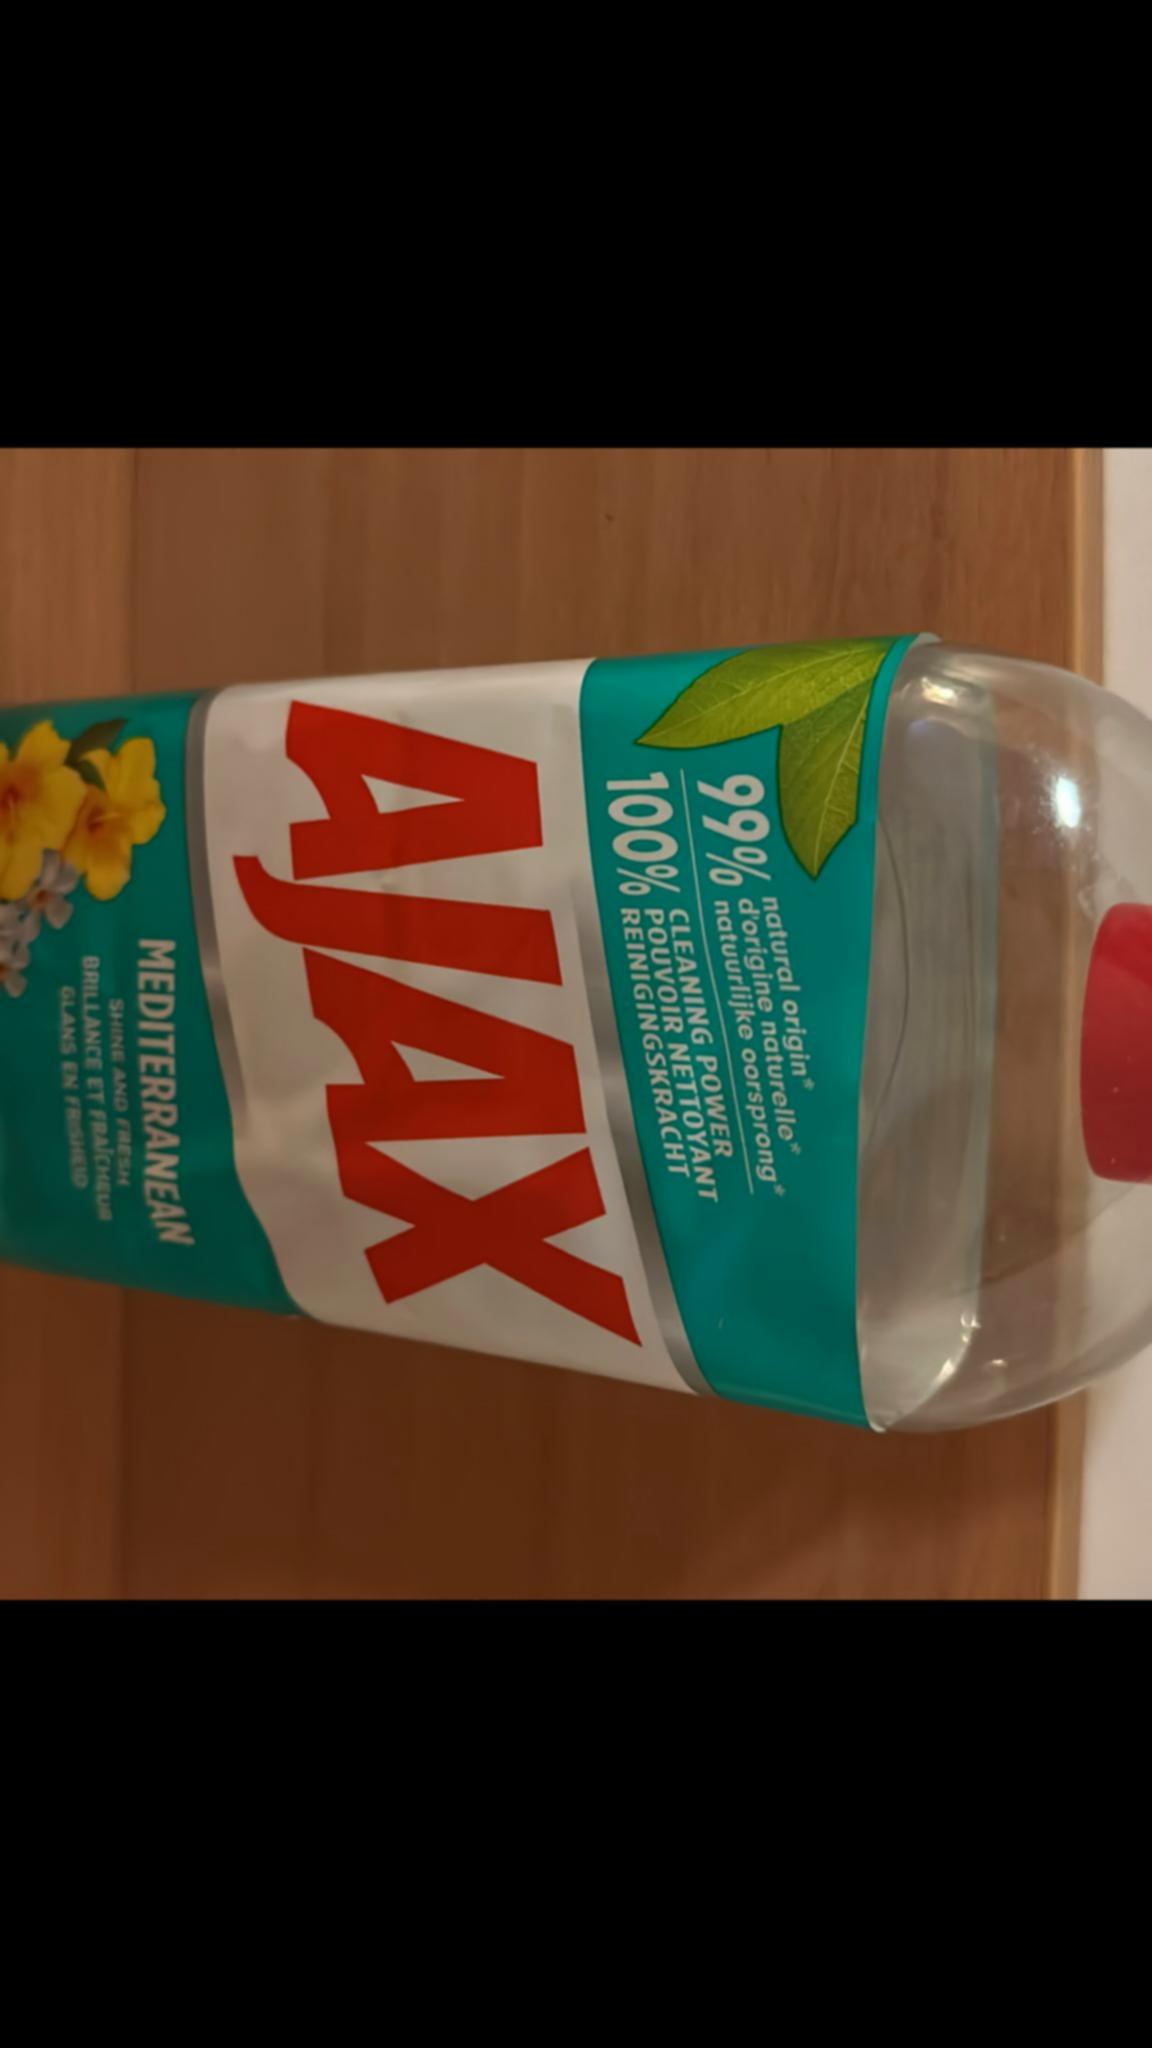 99% natural origin*
d'origine naturelle*
natuurlijke oorsprong*
100% CLEANING POWER
POUVOIR NETTOYANT
REINIGINGSKRACHT
AJAX
MEDITERRANEAN
SHINE AND FRESH
BRILLANCE ET FRAÎCHEUR
GLANS EN FRISHEID